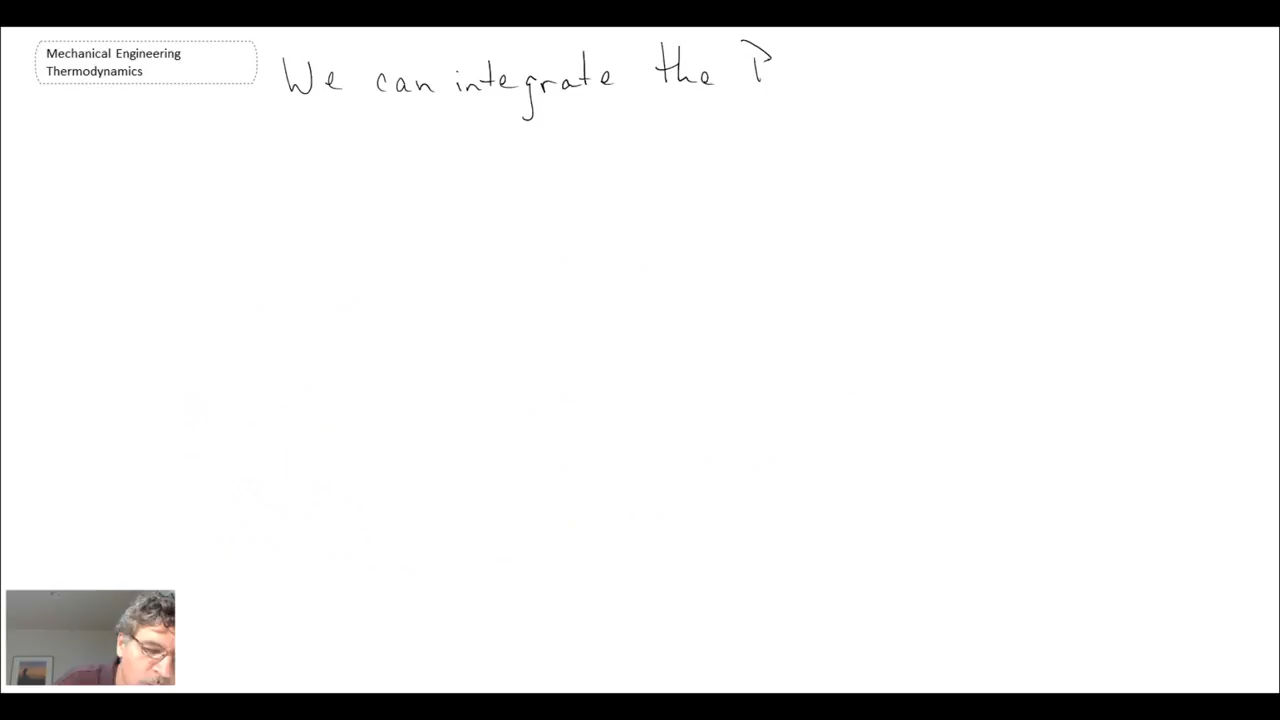 Mechanical Engineering
Thermodynamics
We can integrate the P